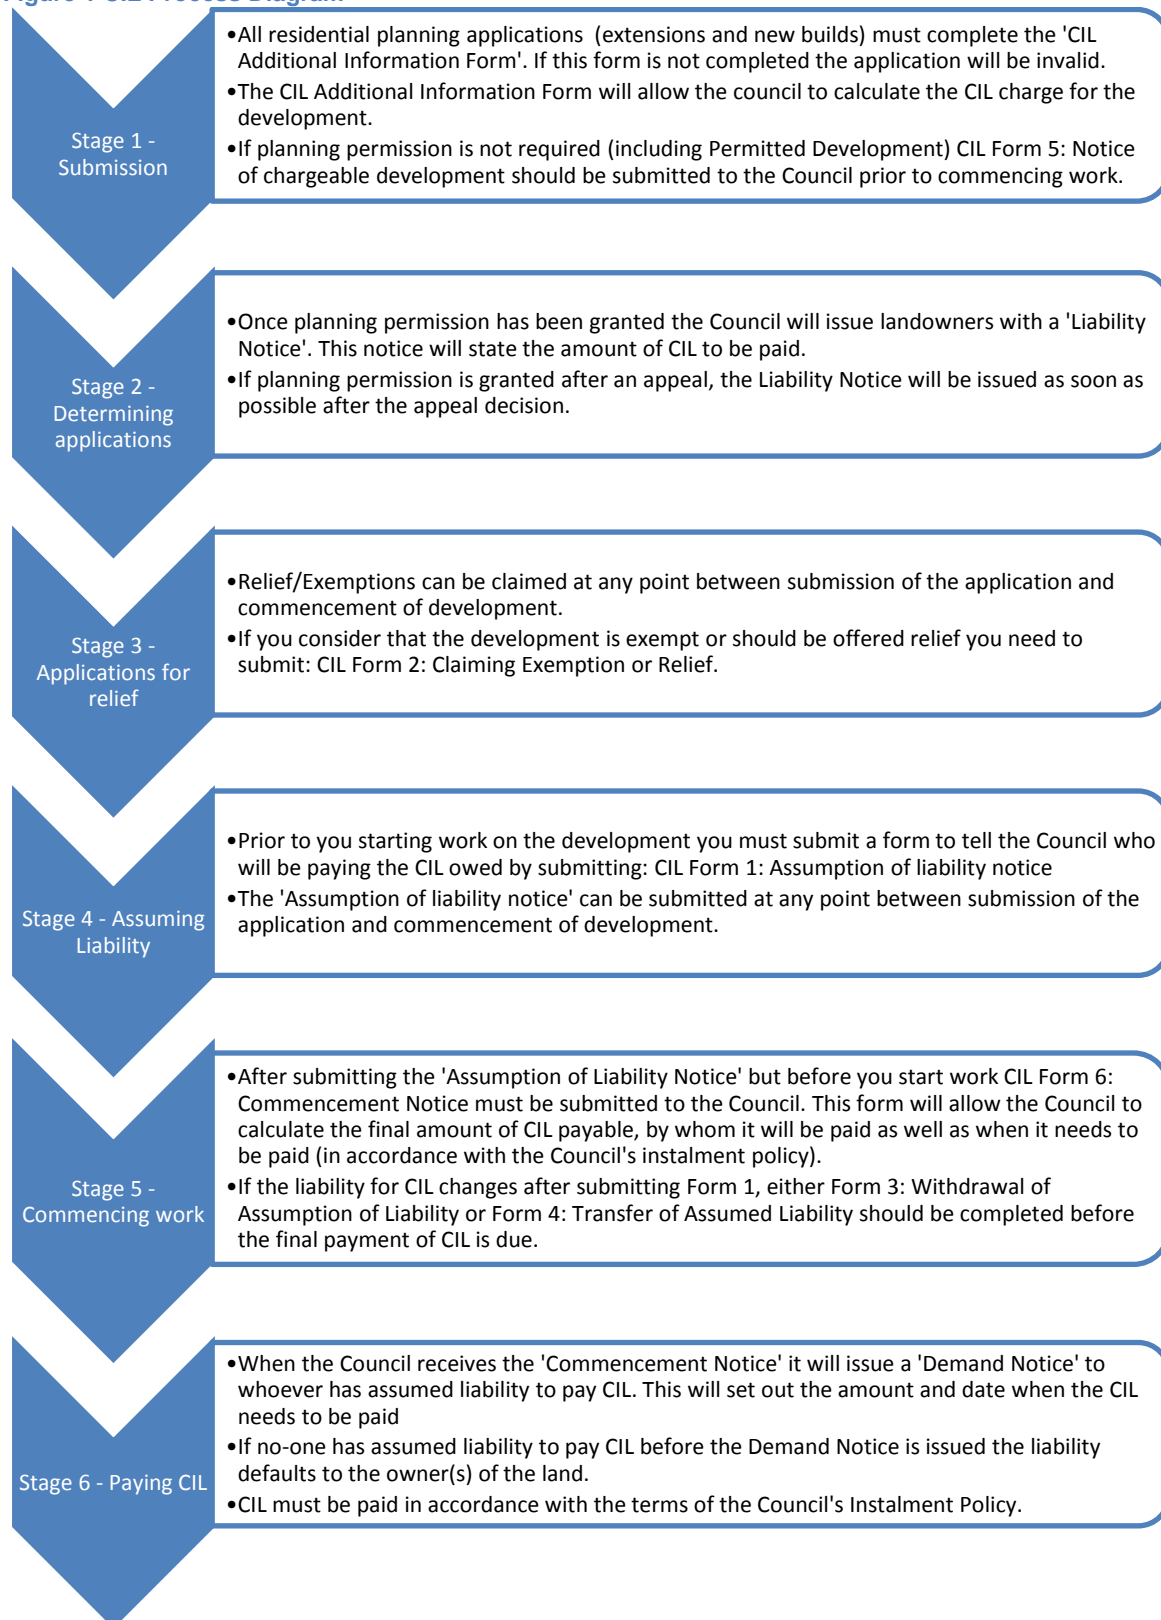 Figure 1 CIL Process Diagram
Stage 1 -
Submission
•All residential planning applications (extensions and new builds) must complete the 'CIL
Additional Information Form'. If this form is not completed the application will be invalid.
•The CIL Additional Information Form will allow the council to calculate the CIL charge for the
development.
•If planning permission is not required (including Permitted Development) CIL Form 5: Notice
of chargeable development should be submitted to the Council prior to commencing work.
Stage 2 -
Determining
applications
•Once planning permission has been granted the Council will issue landowners with a 'Liability
Notice'. This notice will state the amount of CIL to be paid.
•If planning permission is granted after an appeal, the Liability Notice will be issued as soon as
possible after the appeal decision.
Stage 3 -
Applications for
relief
•Relief/Exemptions can be claimed at any point between submission of the application and
commencement of development.
•If you consider that the development is exempt or should be offered relief you need to
submit: CIL Form 2: Claiming Exemption or Relief.
Stage 4 - Assuming
Liability
•Prior to you starting work on the development you must submit a form to tell the Council who
will be paying the CIL owed by submitting: CIL Form 1: Assumption of liability notice
•The 'Assumption of liability notice' can be submitted at any point between submission of the
application and commencement of development.
Stage 5 -
Commencing work
•After submitting the 'Assumption of Liability Notice' but before you start work CIL Form 6:
Commencement Notice must be submitted to the Council. This form will allow the Council to
calculate the final amount of CIL payable, by whom it will be paid as well as when it needs to
be paid (in accordance with the Council's instalment policy).
•If the liability for CIL changes after submitting Form 1, either Form 3: Withdrawal of
Assumption of Liability or Form 4: Transfer of Assumed Liability should be completed before
the final payment of CIL is due.
Stage 6 - Paying CIL
•When the Council receives the 'Commencement Notice' it will issue a 'Demand Notice' to
whoever has assumed liability to pay CIL. This will set out the amount and date when the CIL
needs to be paid
•If no-one has assumed liability to pay CIL before the Demand Notice is issued the liability
defaults to the owner(s) of the land.
•CIL must be paid in accordance with the terms of the Council's Instalment Policy.